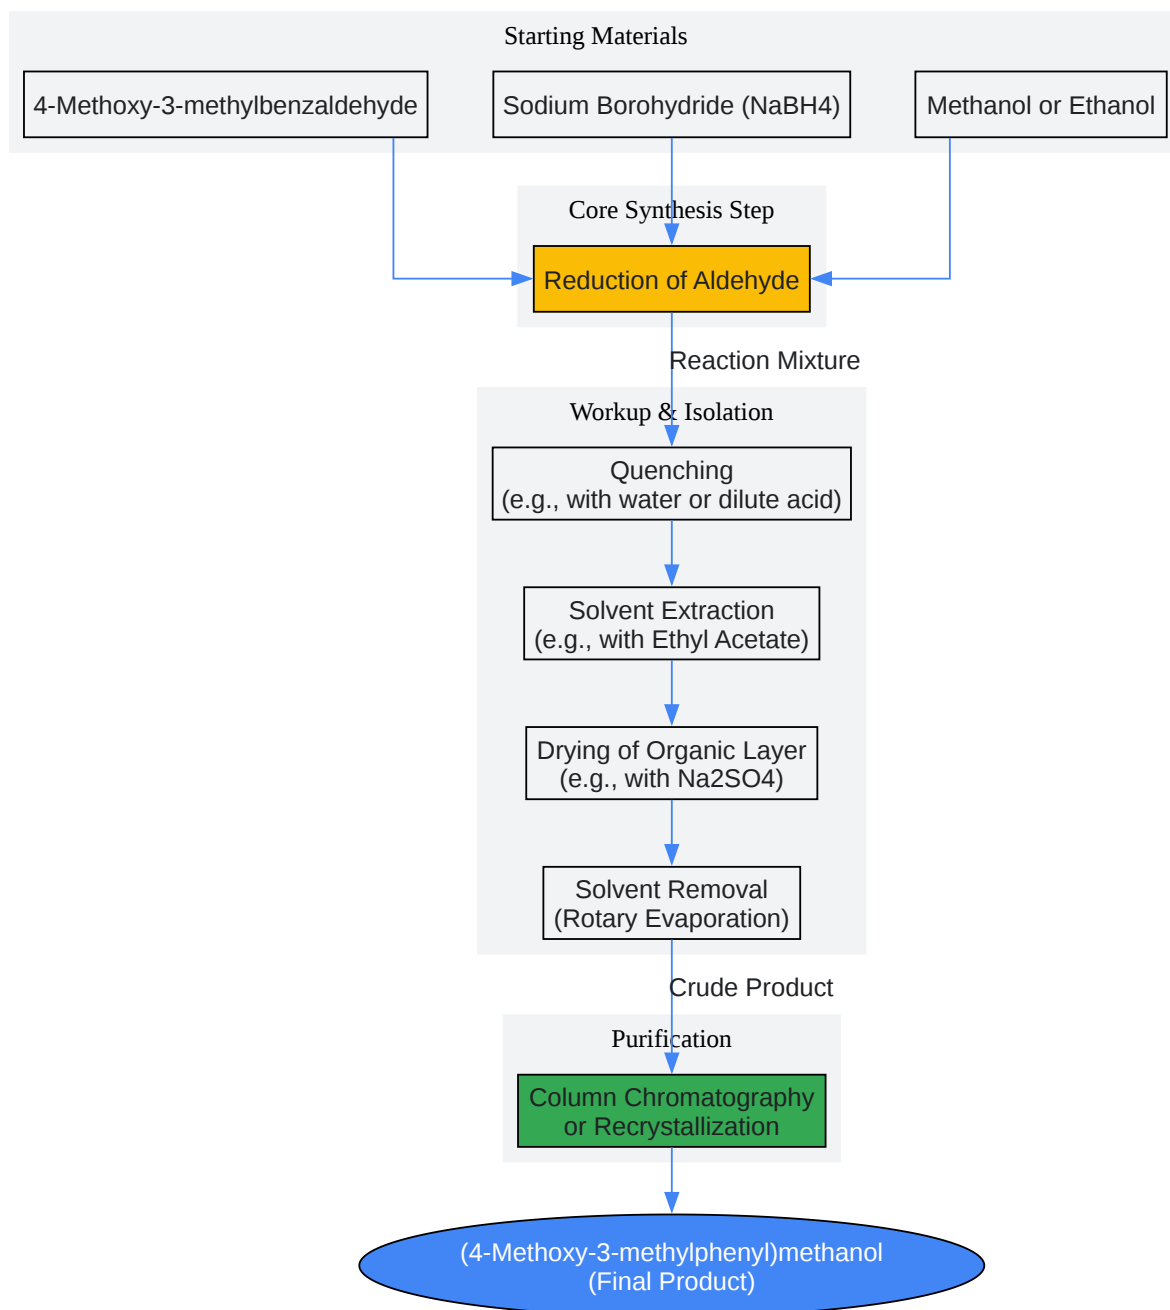 Starting Materials
4-Methoxy-3-methylbenzaldehyde
Sodium Borohydride (NaBH4)
Methanol or Ethanol
Core Synthesis Step
Reduction of Aldehyde
Reaction Mixture
Workup & Isolation
Quenching
(e.g., with water or dilute acid)
Solvent Extraction
(e.g., with Ethyl Acetate)
Drying of Organic Layer
(e.g., with Na2SO4)
Solvent Removal
(Rotary Evaporation)
Crude Product
Purification
Column Chromatography
or Recrystallization
(4-Methoxy-3-methylphenyl)methanol
(Final Product)